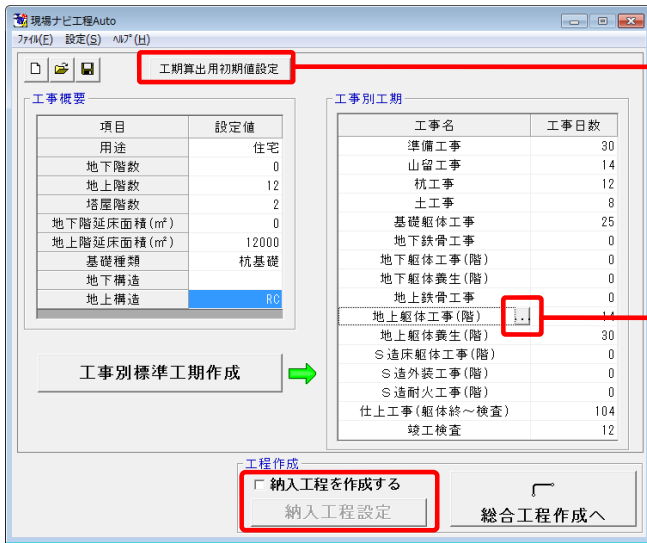 現場ナビ工程Auto
ファイル(F) 設定(S) ヘルプ(H)
工期算出用初期値設定
工事概要
項目 設定値
用途 住宅
地下階数 0
地上階数 12
塔屋階数 2
地下階延床面積(㎡) 0
地上階延床面積(㎡) 12000
基礎種類 杭基礎
地下構造
地上構造 RC
工事別標準工期作成
工事別工期
工事名 工事日数
準備工事 30
山留工事 14
杭工事 12
土工事 8
基礎躯体工事 25
地下鉄骨工事 0
地下躯体工事(階) 0
地下躯体養生(階) 0
地上鉄骨工事 0
地上躯体工事(階) ... 14
地上躯体養生(階) 30
S造床躯体工事(階) 0
S造外装工事(階) 0
S造耐火工事(階) 0
仕上工事(躯体終~検査) 104
竣工検査 12
工程作成
納入工程を作成する
納入工程設定
総合工程作成へ